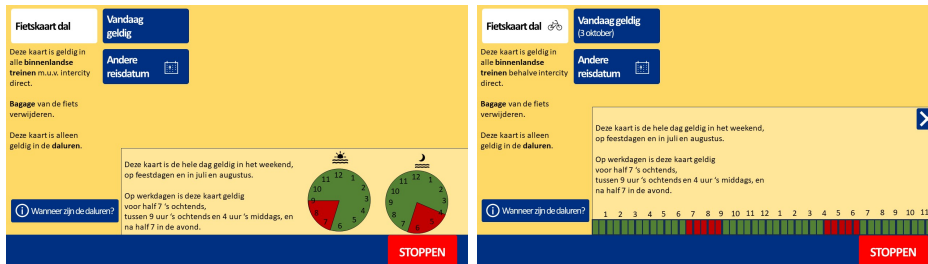 Fietskaart dal
Vandaag
geldig
Andere
reisdatum
Deze kaart is geldig in
alle binnenlandse
treinen m.u.v. intercity
direct.
Bagage van de fiets
verwijderen.
Deze kaart is alleen
geldig in de daluren.
Wanneer zijn de daluren?
Deze kaart is de hele dag geldig in het weekend,
op feestdagen en in juli en augustus.
Op werkdagen is deze kaart geldig
voor half 7 's ochtends,
tussen 9 uur 's ochtends en 4 uur 's middags, en
na half 7 in de avond.
11 12 1
10 2
9 3
8 4
7 6 5
11 12 1
10 2
9 3
8 4
7 6 5
STOPPEN
Fietskaart dal
Vandaag geldig
(3 oktober)
Andere
reisdatum
Deze kaart is geldig in
alle binnenlandse
treinen behalve intercity
direct.
Bagage van de fiets
verwijderen.
Deze kaart is alleen
geldig in de daluren.
Wanneer zijn de daluren?
Deze kaart is de hele dag geldig in het weekend,
op feestdagen en in juli en augustus.
Op werkdagen is deze kaart geldig
voor half 7 's ochtends,
tussen 9 uur 's ochtends en 4 uur 's middags en
na half 7 in de avond.
1 2 3 4 5 6 7 8 9 10 11 12 1 2 3 4 5 6 7 8 9 10 11
STOPPEN